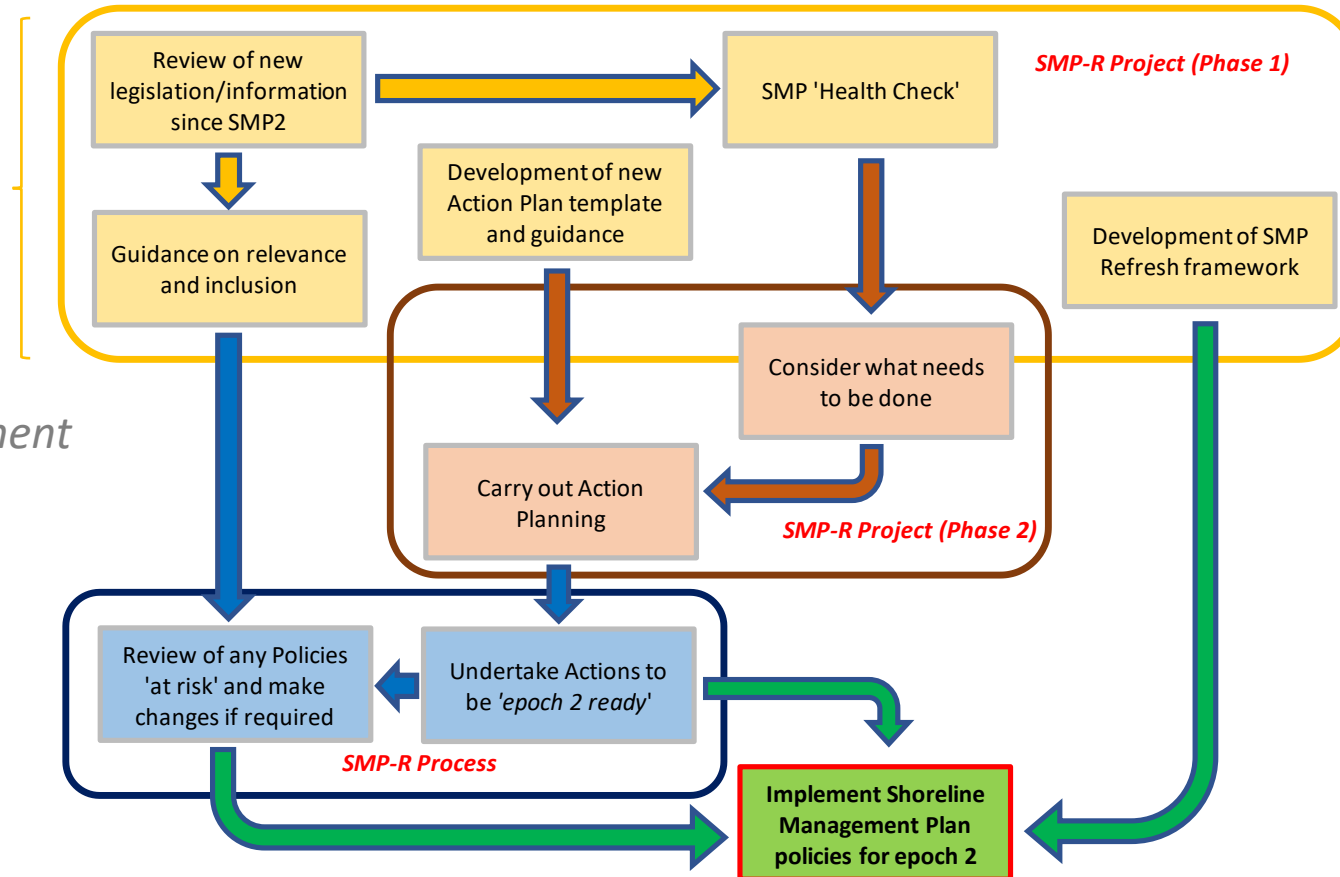 Review of new
legislation/information
since SMP2
SMP 'Health Check'
SMP-R Project (Phase 1)
Development of new
Action Plan template
and guidance
Guidance on relevance
and inclusion
Development of SMP
Refresh framework
Consider what needs
to be done
nent
Carry out Action
Planning
SMP-R Project (Phase 2)
Review of any Policies
'at risk' and make
changes if required
Undertake Actions to
be 'epoch 2 ready'
SMP-R Process
Implement Shoreline
Management Plan
policies for epoch 2